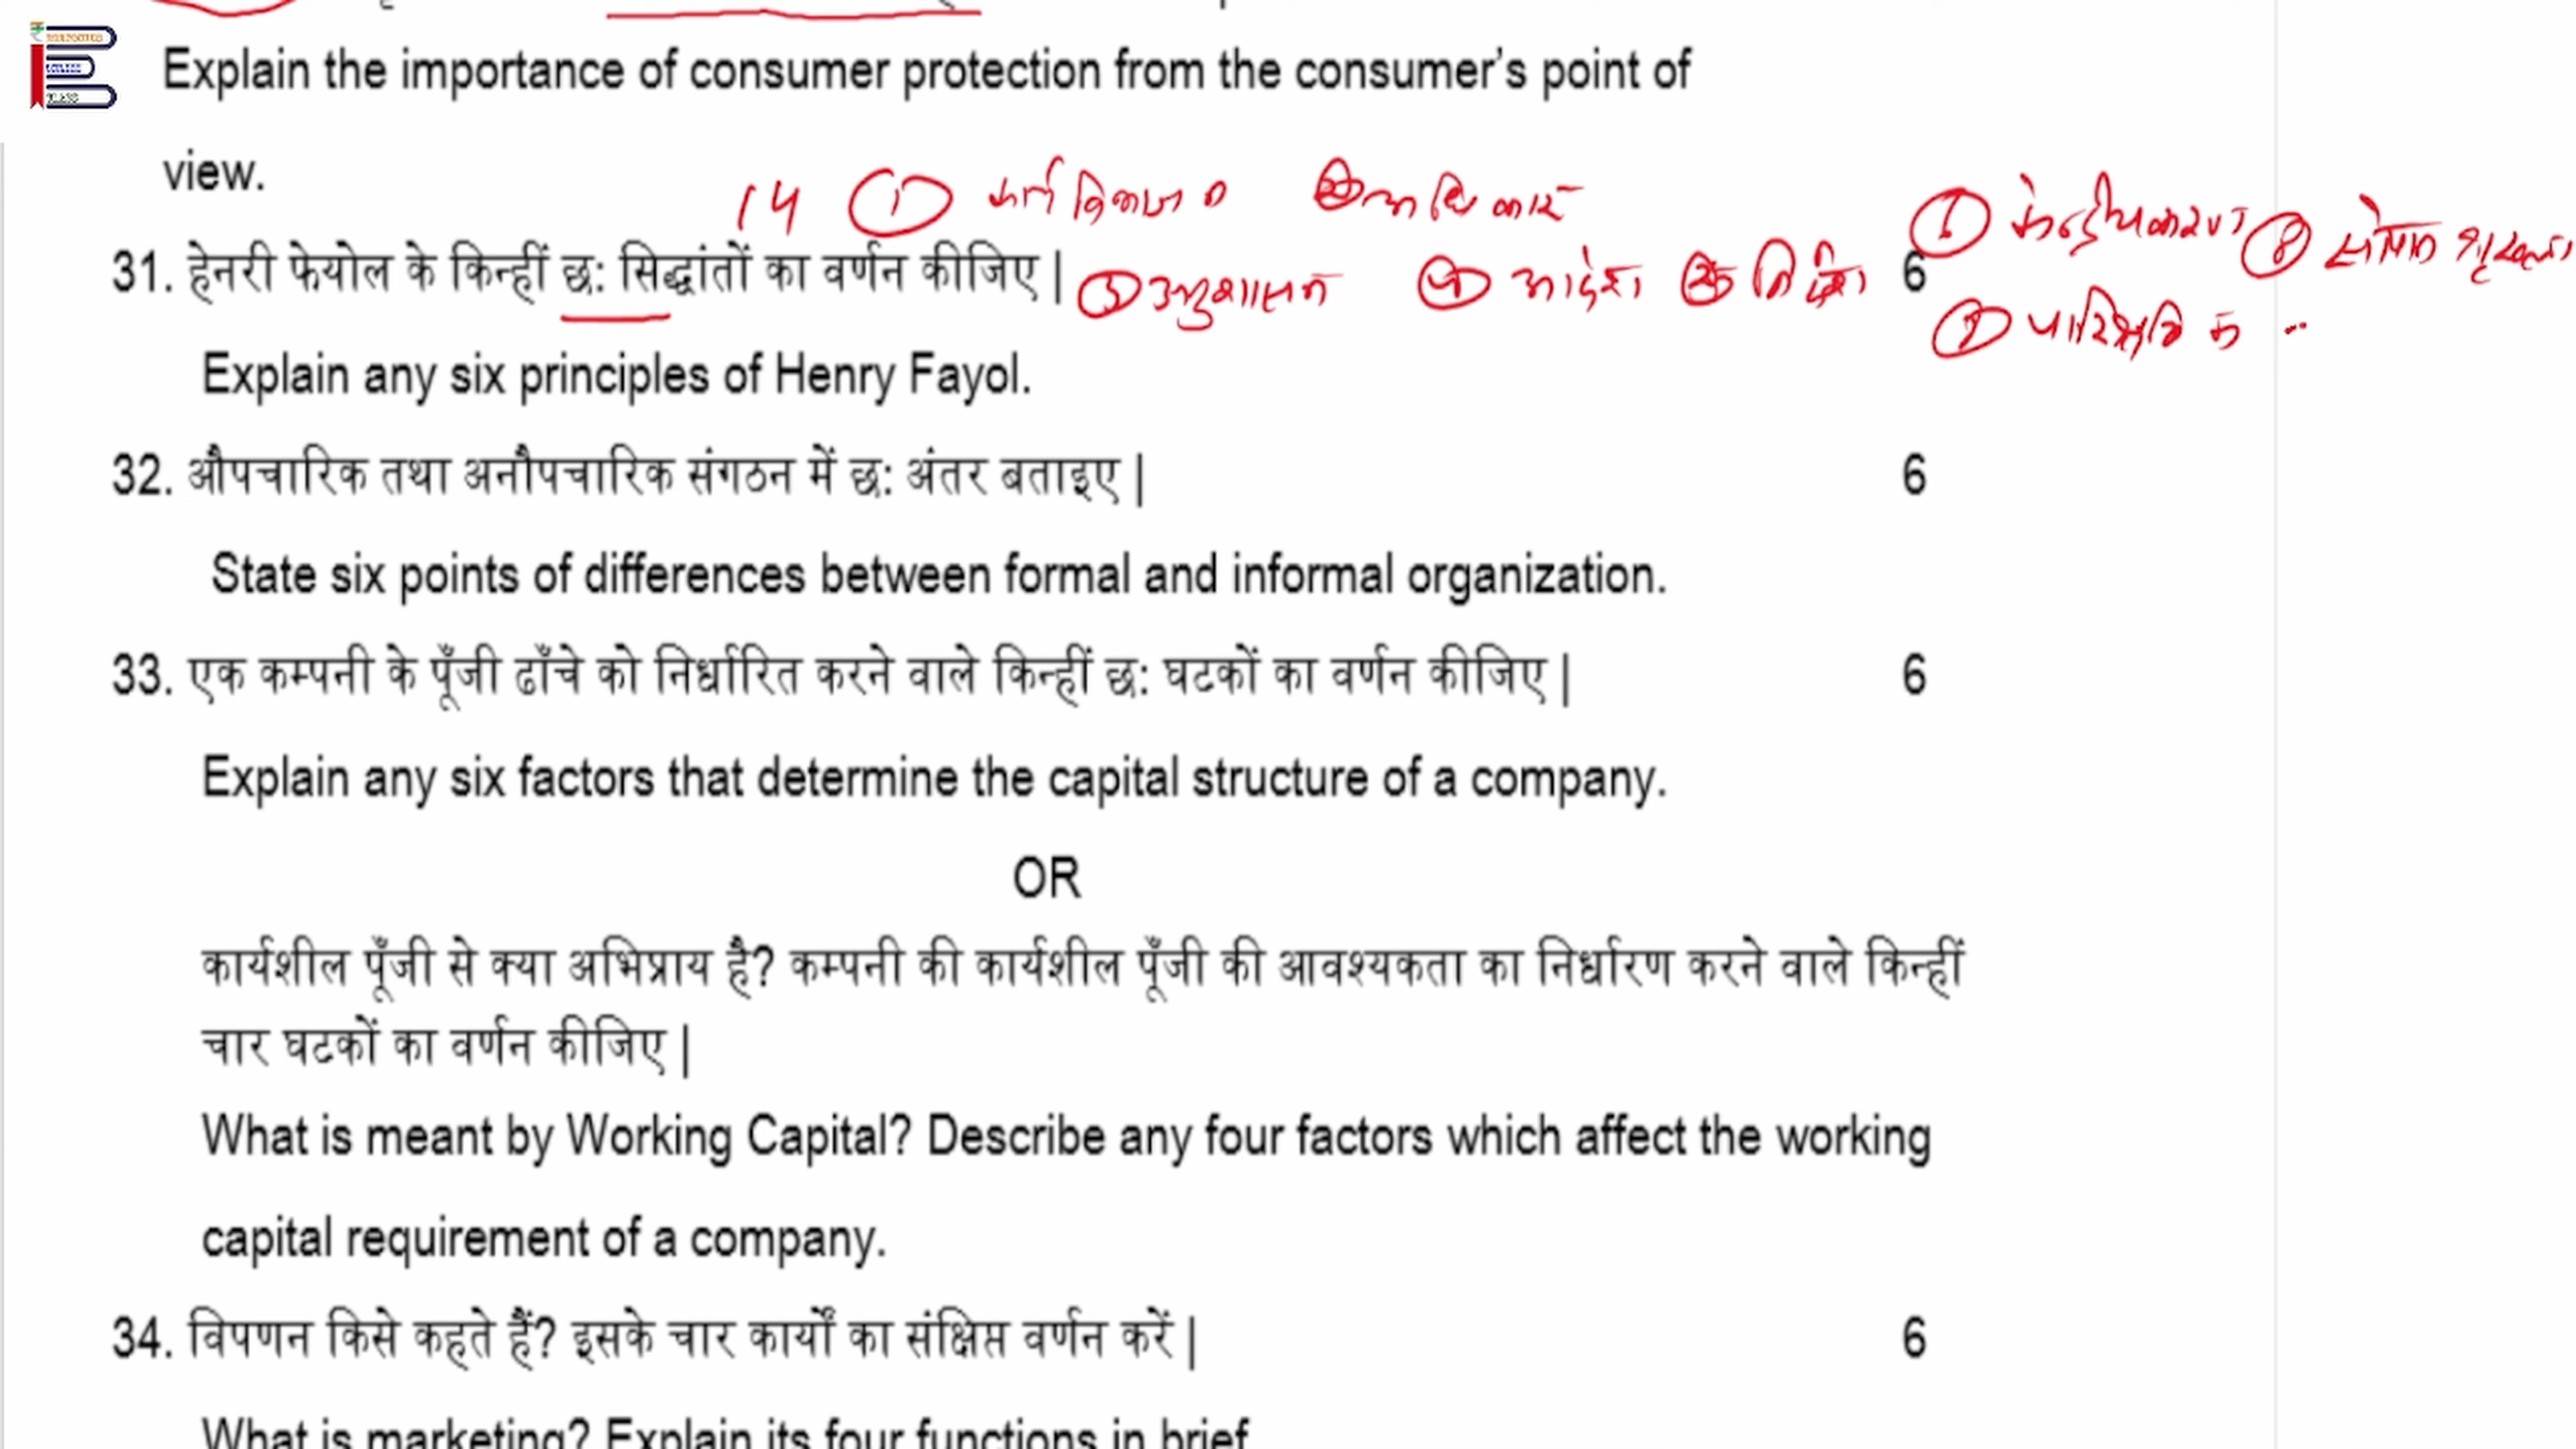 Explain the importance of consumer protection from the consumer's point of
view.
14 ① कार्य विभाजन ② अधिकार
31. हेनरी फेयोल के किन्हीं छ: सिद्धांतों का वर्णन कीजिए | 6
③ अनुशासन ④ आदेश ⑤ निर्देश
⑥ केन्द्रीयकरण ⑧ सोपान श्रृंखला
⑦ पारिश्रमिक ...
Explain any six principles of Henry Fayol.
32. औपचारिक तथा अनौपचारिक संगठन में छ: अंतर बताइए | 6
State six points of differences between formal and informal organization.
33. एक कम्पनी के पूँजी ढाँचे को निर्धारित करने वाले किन्हीं छ: घटकों का वर्णन कीजिए | 6
Explain any six factors that determine the capital structure of a company.
OR
कार्यशील पूँजी से क्या अभिप्राय है? कम्पनी की कार्यशील पूँजी की आवश्यकता का निर्धारण करने वाले किन्हीं
चार घटकों का वर्णन कीजिए |
What is meant by Working Capital? Describe any four factors which affect the working
capital requirement of a company.
34. विपणन किसे कहते हैं? इसके चार कार्यों का संक्षिप्त वर्णन करें | 6
What is marketing? Explain its four functions in brief